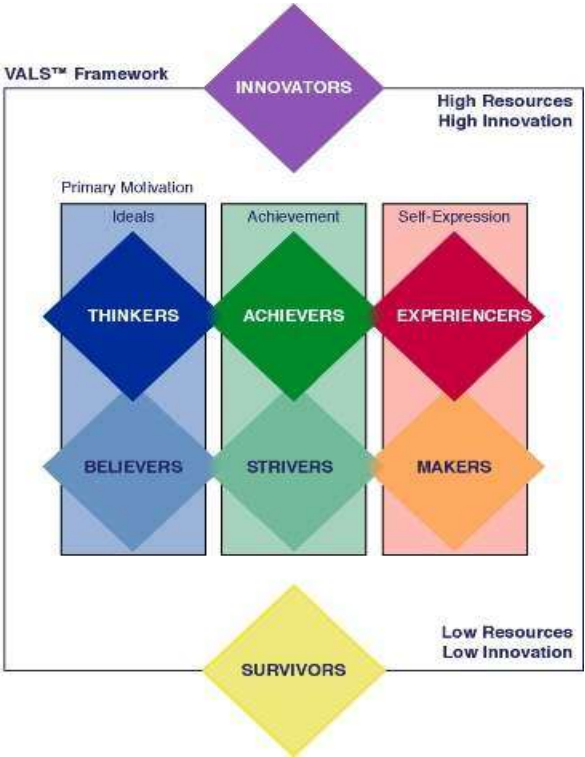 VALS™ Framework
INNOVATORS
High Resources
High Innovation
Primary Motivation
Ideals
Achievement
Self-Expression
THINKERS
ACHIEVERS
EXPERIENCERS
BELIEVERS
STRIVERS
MAKERS
Low Resources
Low Innovation
SURVIVORS